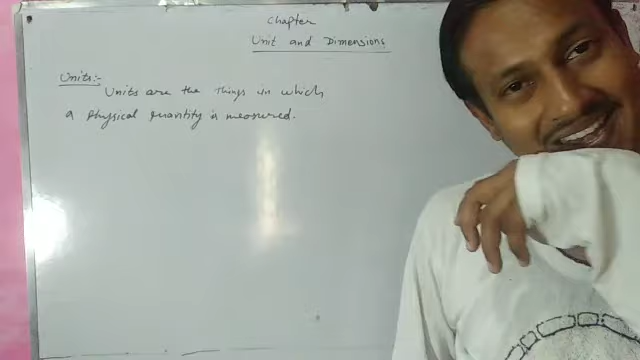 Chapter
Unit and Dimensions
Units:-
Units are the things in which
a physical quantity is measured.